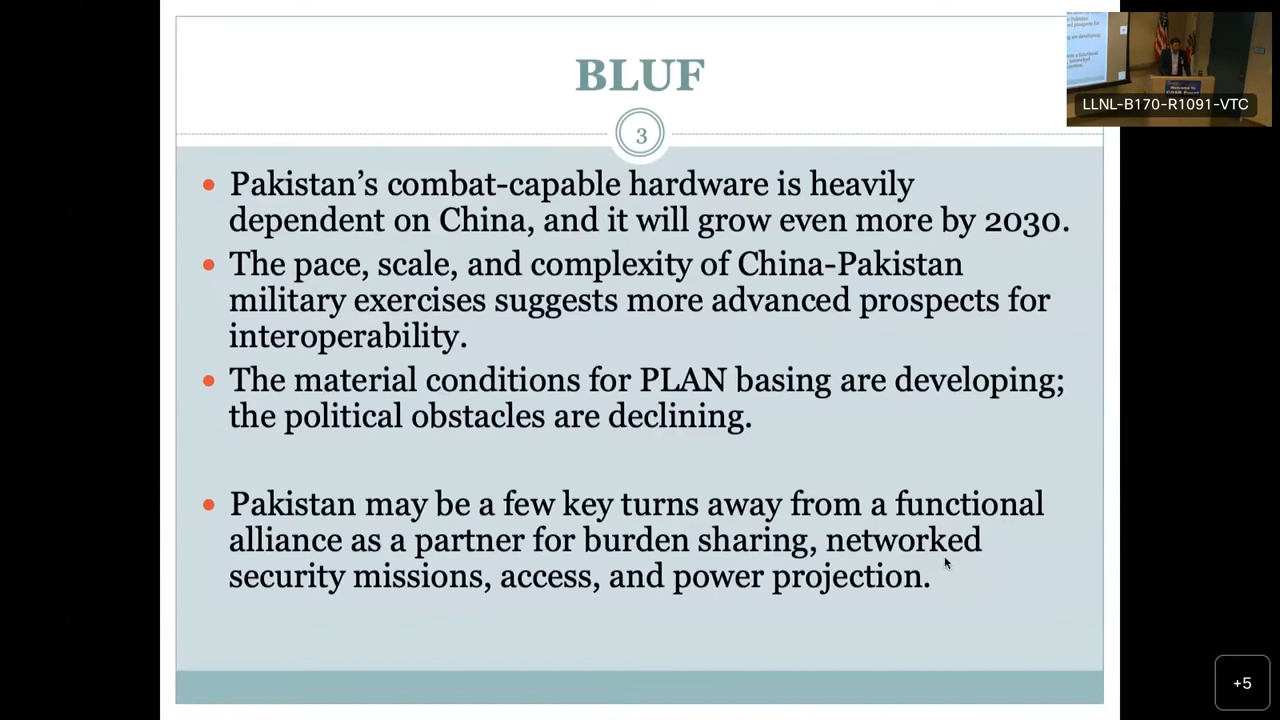 BLUF
3
• Pakistan’s combat-capable hardware is heavily
dependent on China, and it will grow even more by 2030.
• The pace, scale, and complexity of China-Pakistan
military exercises suggests more advanced prospects for
interoperability.
• The material conditions for PLAN basing are developing;
the political obstacles are declining.
• Pakistan may be a few key turns away from a functional
alliance as a partner for burden sharing, networked
security missions, access, and power projection.
LLNL-B170-R1091-VTC
+5